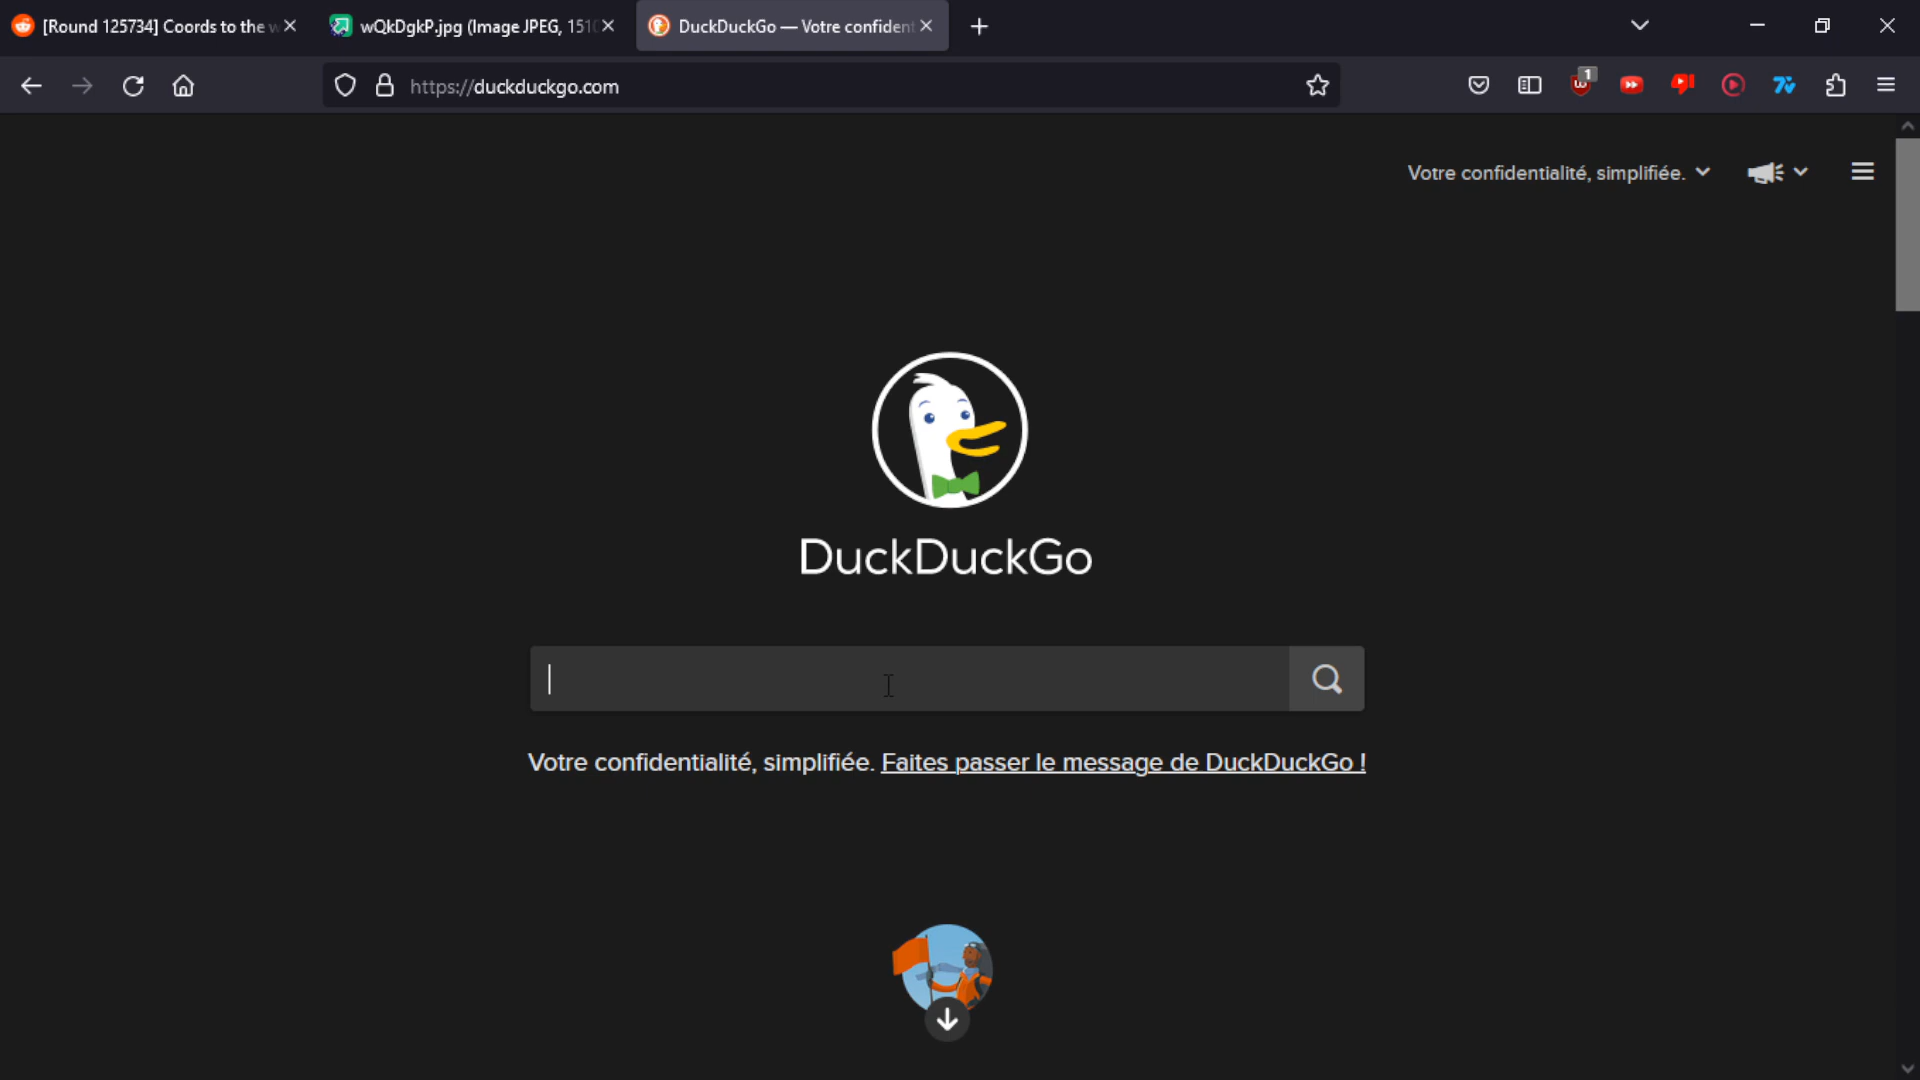 [Round 125734] Coords to the w
wQkDgkP.jpg (Image JPEG, 151
DuckDuckGo — Votre confiden
https://duckduckgo.com
1
Votre confidentialité, simplifiée.
DuckDuckGo
Votre confidentialité, simplifiée. Faites passer le message de DuckDuckGo !